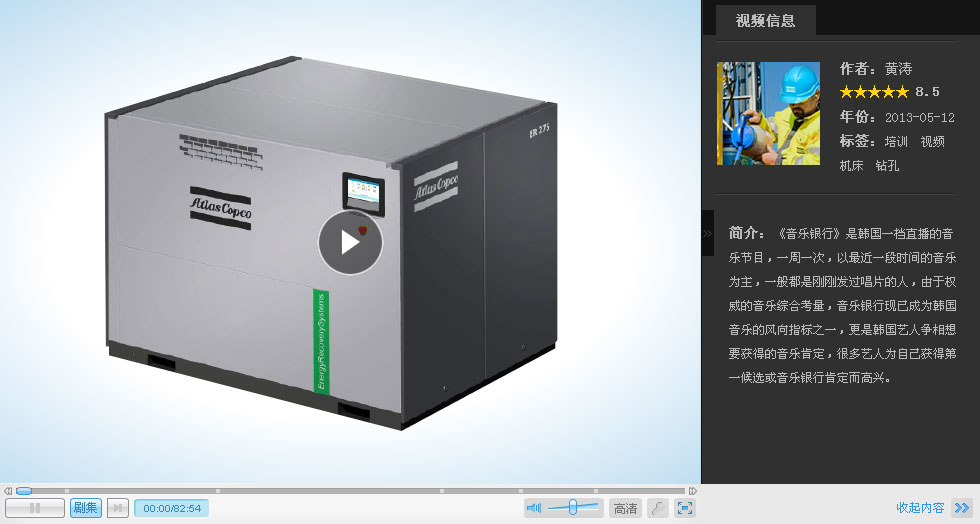 Atlas Copco
Atlas Copco
ER 275
EnergyRecoverySystems
视频信息
作者：黄涛
8.5
年份：2013-05-12
标签：培训 视频
机床 钻孔
简介：《音乐银行》是韩国一档直播的音
乐节目，一周一次，以最近一段时间的音乐
为主，一般都是刚刚发过唱片的人，由于权
威的音乐综合考量，音乐银行现已成为韩国
音乐的风向指标之一，更是韩国艺人争相想
要获得的音乐肯定，很多艺人为自己获得第
一候选或音乐银行肯定而高兴。
剧集
00:00/82:54
高清
收起内容